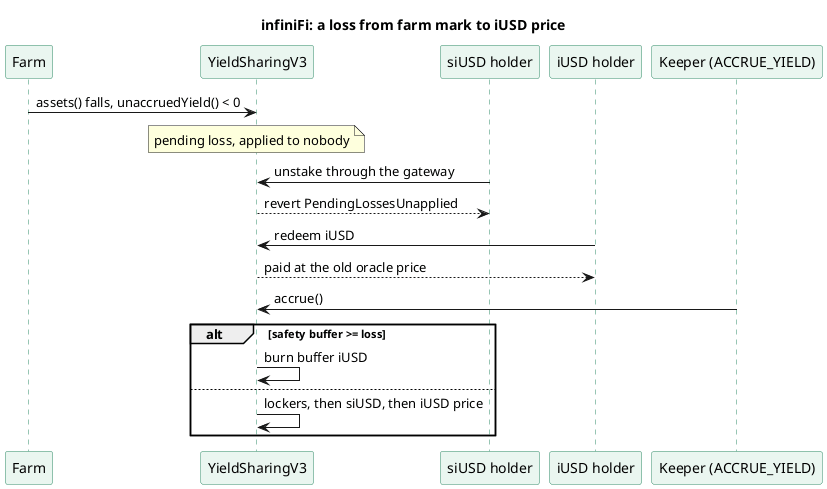 infiniFi: a loss from farm mark to iUSD price
Farm
YieldSharingV3
siUSD holder
iUSD holder
Keeper (ACCRUE_YIELD)
assets() falls, unaccruedYield() < 0
pending loss, applied to nobody
unstake through the gateway
revert PendingLossesUnapplied
redeem iUSD
paid at the old oracle price
accrue()
alt
[safety buffer >= loss]
burn buffer iUSD
lockers, then siUSD, then iUSD price
Farm
YieldSharingV3
siUSD holder
iUSD holder
Keeper (ACCRUE_YIELD)